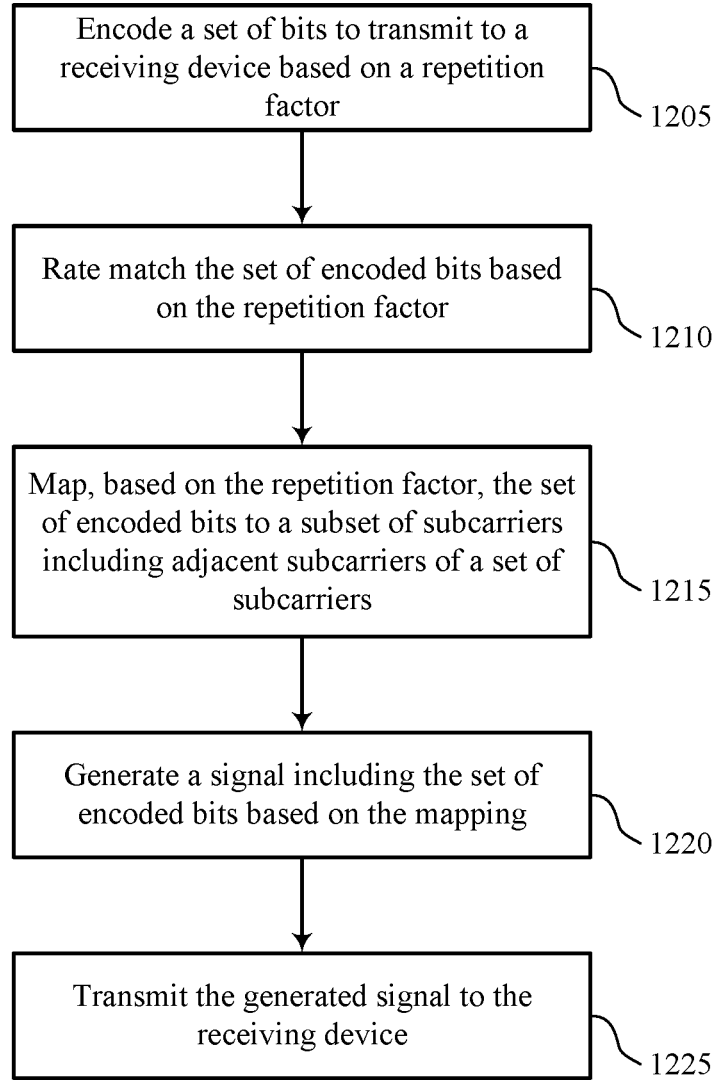 Encode a set of bits to transmit to a
receiving device based on a repetition
factor
1205
Rate match the set of encoded bits based
on the repetition factor
1210
Map, based on the repetition factor, the set
of encoded bits to a subset of subcarriers
including adjacent subcarriers of a set of
subcarriers
1215
Generate a signal including the set of
encoded bits based on the mapping
1220
Transmit the generated signal to the
receiving device
1225